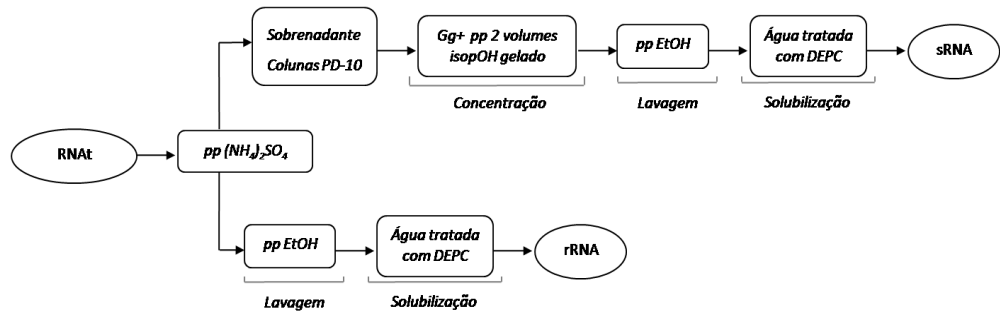 Sobrenadante
Colunas PD-10
Gg+ pp 2 volumes
isopOH gelado
Concentração
pp EtOH
Lavagem
Água tratada
com DEPC
Solubilização
sRNA
RNAt
pp (NH₄)₂SO₄
pp EtOH
Lavagem
Água tratada
com DEPC
Solubilização
rRNA